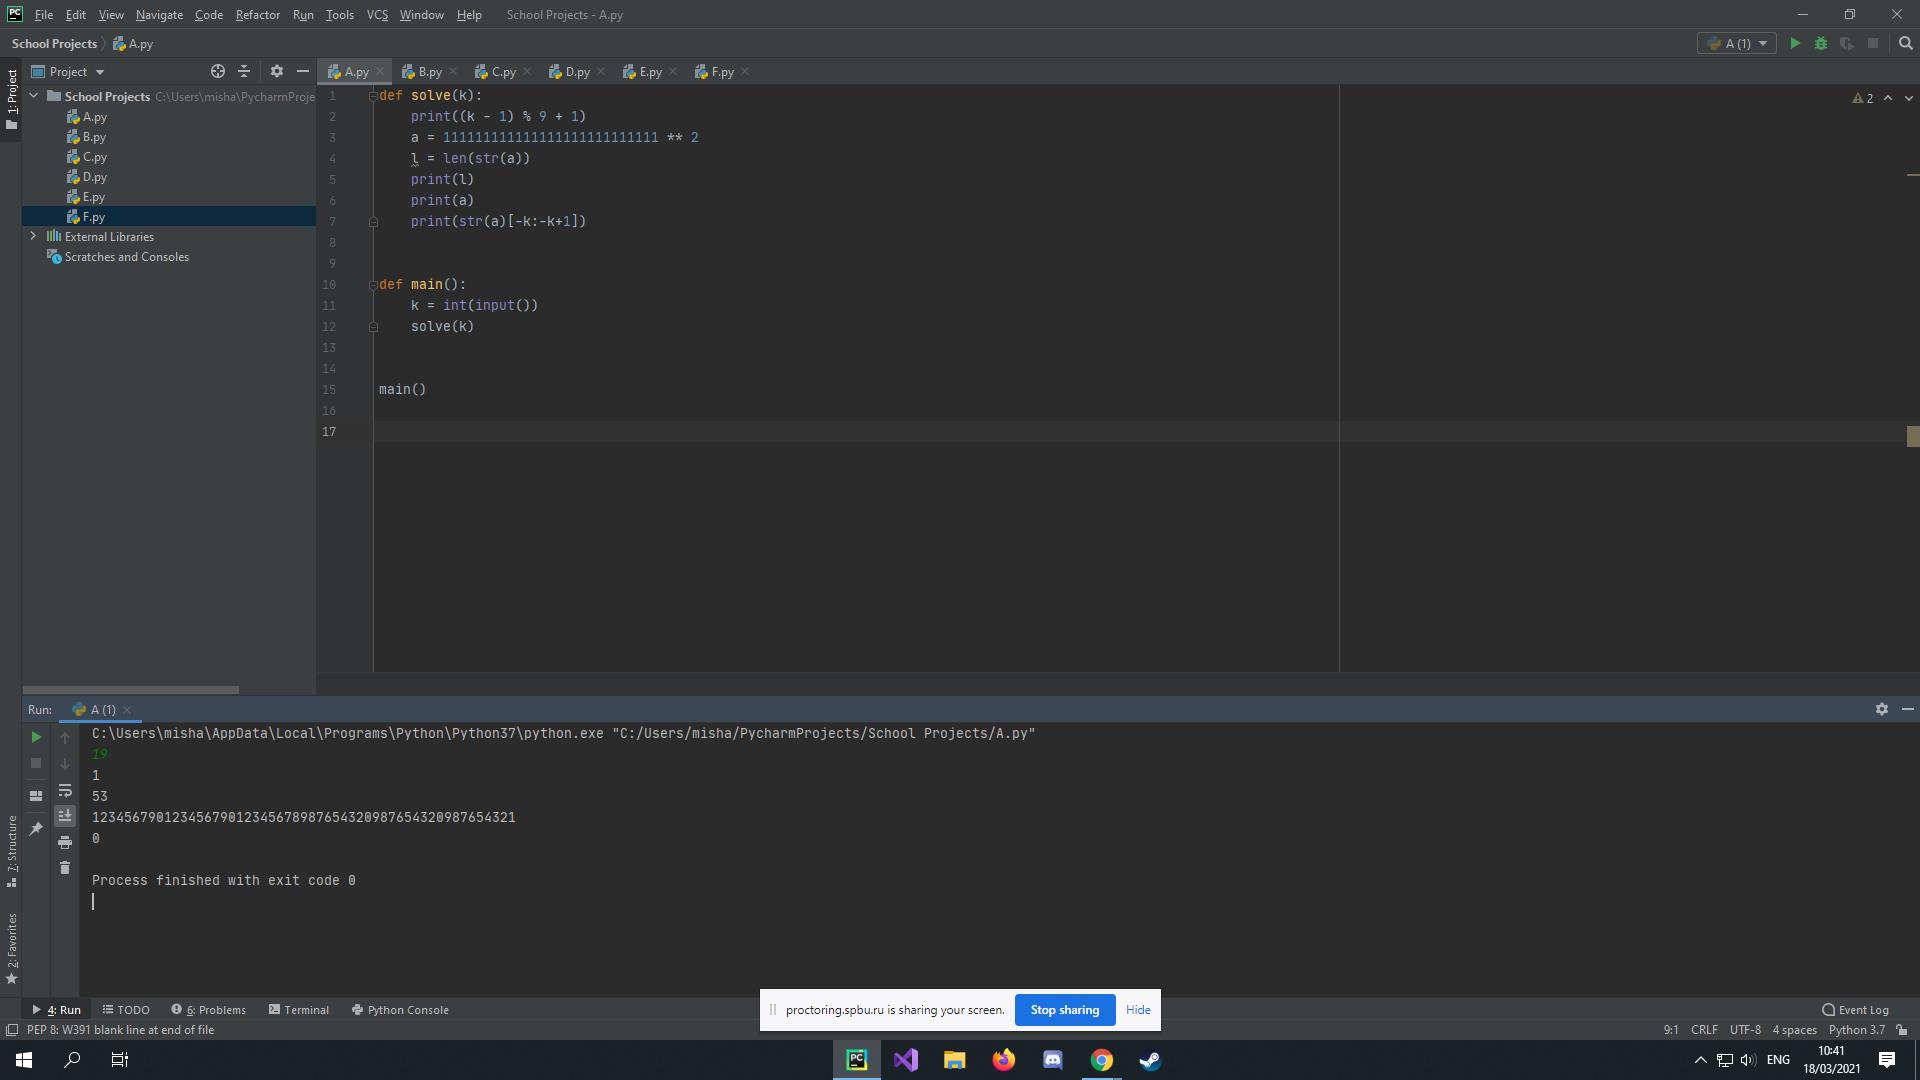 PC File Edit View Navigate Code Refactor Run Tools VCS Window Help School Projects - A.py
School Projects A.py A (1)
1: Project
Project
A.py B.py C.py D.py E.py F.py
School Projects C:\Users\misha\PycharmProje
A.py
B.py
C.py
D.py
E.py
F.py
External Libraries
Scratches and Consoles
2
1 def solve(k):
2 print((k - 1) % 9 + 1)
3 a = 111111111111111111111111111 ** 2
4 l = len(str(a))
5 print(l)
6 print(a)
7 print(str(a)[-k:-k+1])
8
9
10 def main():
11 k = int(input())
12 solve(k)
13
14
15 main()
16
17
Run: A (1)
C:\Users\misha\AppData\Local\Programs\Python\Python37\python.exe "C:/Users/misha/PycharmProjects/School Projects/A.py"
19
1
53
12345679012345679012345678987654320987654320987654321
0
Process finished with exit code 0
7: Structure
2: Favorites
4: Run TODO 6: Problems Terminal Python Console Event Log
proctoring.spbu.ru is sharing your screen. Stop sharing Hide
PEP 8: W391 blank line at end of file 9:1 CRLF UTF-8 4 spaces Python 3.7
PC ENG 10:41
18/03/2021